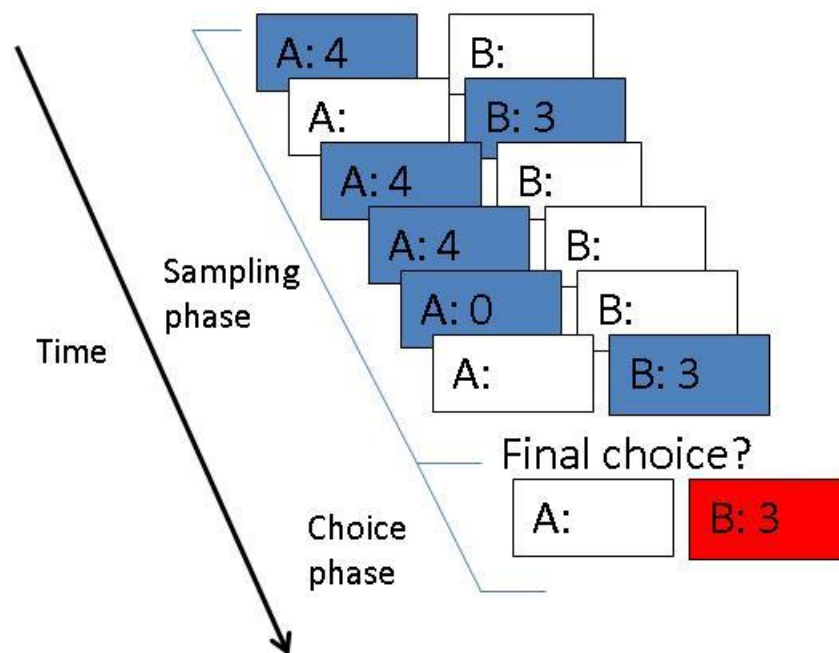 A: 4 B:
A: B: 3
A: 4 B:
A: 4 B:
Sampling
phase
A: 0 B:
Time
A: B: 3
Final choice?
A: B: 3
Choice
phase